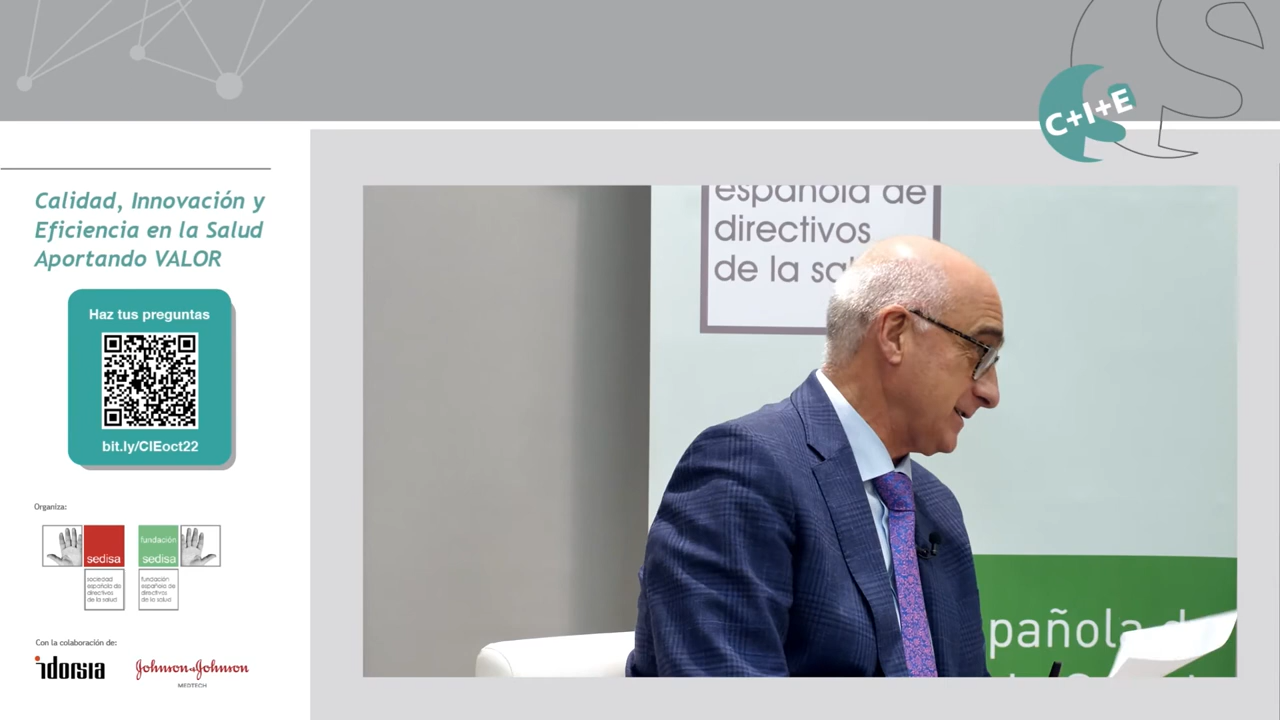 C+I+E
Calidad, Innovación y
Eficiencia en la Salud
Aportando VALOR
Haz tus preguntas
bit.ly/CIEoct22
Organiza:
sedisa
sociedad
española de
directivos
de la salud
fundación
sedisa
fundación
española de
directivos
de la salud
Con la colaboración de:
idorsia
Johnson & Johnson
MEDTECH
española de
directivos
de la
pañola